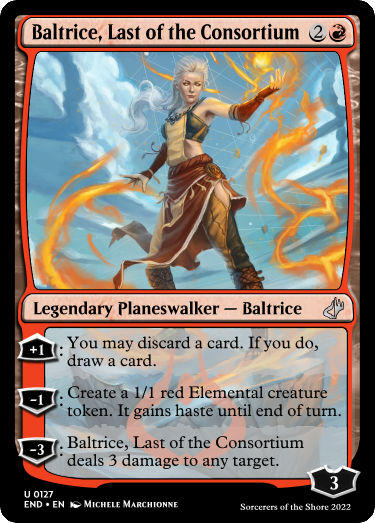 Baltrice, Last of the Consortium 2
Legendary Planeswalker — Baltrice
+1: You may discard a card. If you do,
draw a card.
-1: Create a 1/1 red Elemental creature
token. It gains haste until end of turn.
-3: Baltrice, Last of the Consortium
deals 3 damage to any target.
3
U 0127
END • EN Michele Marchionne
Sorcerers of the Shore 2022